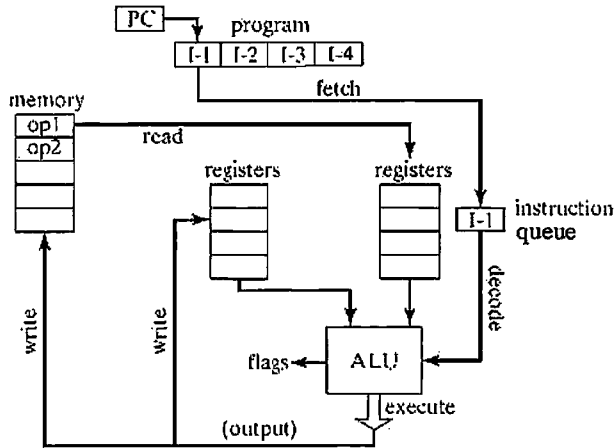 PC
program
I-1 I-2 I-3 I-4
fetch
memory
op1
op2
read
registers
registers
I-1
instruction
queue
decode
write
write
flags
ALU
execute
(output)